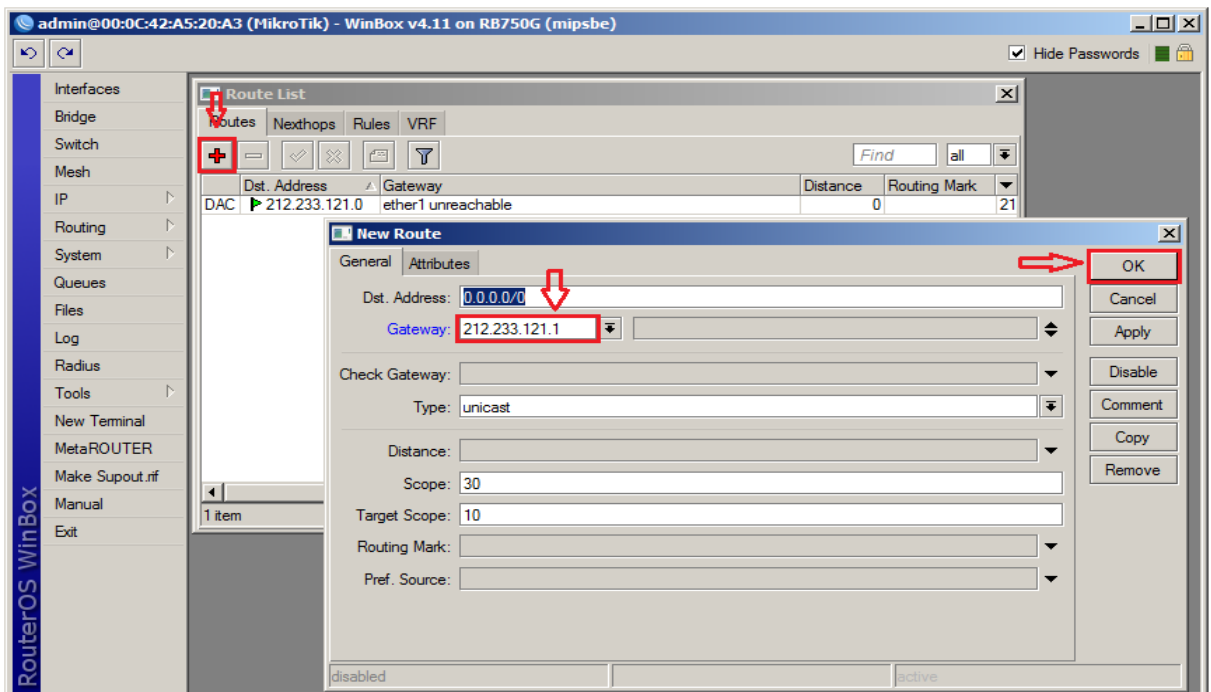 admin@00:0C:42:A5:20:A3 (MikroTik) - WinBox v4.11 on RB750G (mipsbe)
Hide Passwords
Interfaces
Bridge
Switch
Mesh
IP
Routing
System
Queues
Files
Log
Radius
Tools
New Terminal
MetaROUTER
Make Supout.rif
Manual
Exit
RouterOS WinBox
Route List
Routes Nexthops Rules VRF
Find all
Dst. Address Gateway Distance Routing Mark
DAC 212.233.121.0 ether1 unreachable 0 21
1 item
New Route
General Attributes
Dst. Address: 0.0.0.0/0
Gateway: 212.233.121.1
Check Gateway:
Type: unicast
Distance:
Scope: 30
Target Scope: 10
Routing Mark:
Pref. Source:
OK
Cancel
Apply
Disable
Comment
Copy
Remove
disabled active